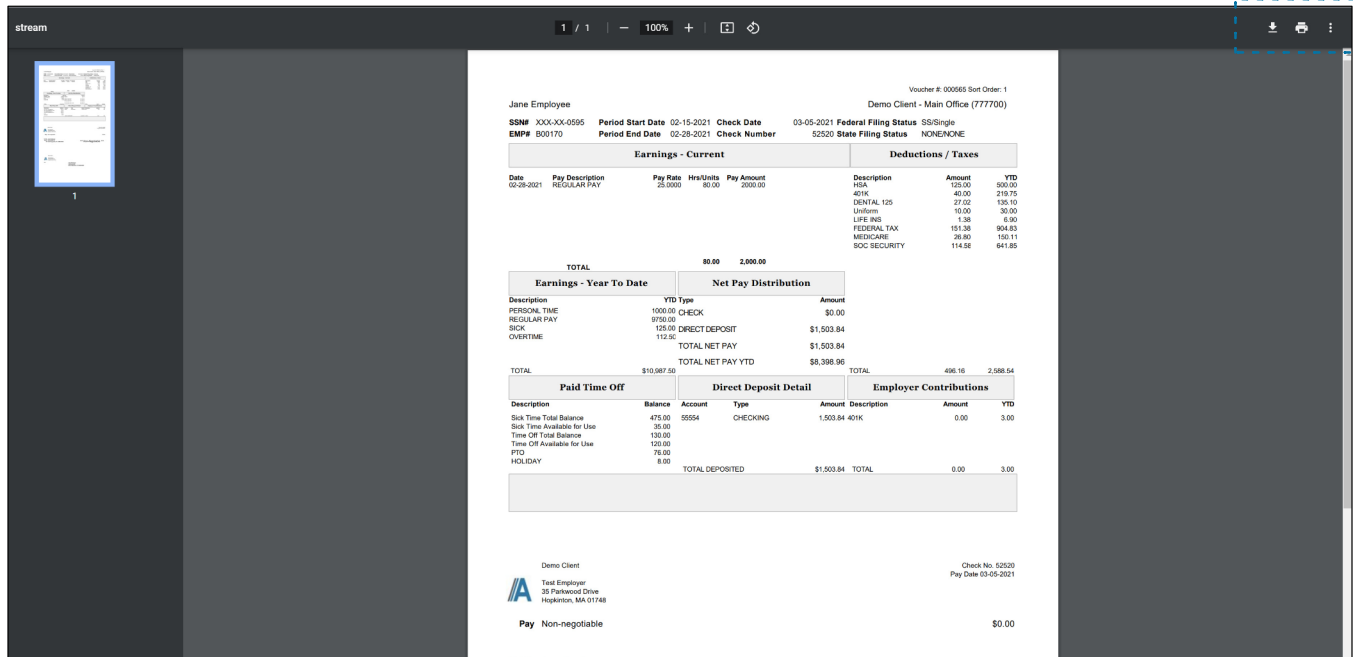 stream
1 / 1 | − 100% + |
1
Voucher #: 000565 Sort Order: 1
Jane Employee Demo Client - Main Office (777700)
SSN# XXX-XX-0595 Period Start Date 02-15-2021 Check Date 03-05-2021 Federal Filing Status SS/Single
EMP# B00170 Period End Date 02-28-2021 Check Number 52520 State Filing Status NONE/NONE
Earnings - Current Deductions / Taxes
Date Pay Description Pay Rate Hrs/Units Pay Amount Description Amount YTD
02-28-2021 REGULAR PAY 25.0000 80.00 2000.00 HSA 125.00 500.00
401K 40.00 219.75
DENTAL 125 27.02 135.10
Uniform 10.00 30.00
LIFE INS 1.38 6.90
FEDERAL TAX 151.38 904.83
MEDICARE 26.80 150.11
SOC SECURITY 114.58 641.85
TOTAL 80.00 2,000.00
Earnings - Year To Date Net Pay Distribution
Description YTD Type Amount
PERSONL TIME 1000.00 CHECK $0.00
REGULAR PAY 9750.00
SICK 125.00 DIRECT DEPOSIT $1,503.84
OVERTIME 112.50
TOTAL NET PAY $1,503.84
TOTAL NET PAY YTD $8,398.96
TOTAL $10,987.50 TOTAL 496.16 2,588.54
Paid Time Off Direct Deposit Detail Employer Contributions
Description Balance Account Type Amount Description Amount YTD
Sick Time Total Balance 475.00 55554 CHECKING 1,503.84 401K 0.00 3.00
Sick Time Available for Use 35.00
Time Off Total Balance 130.00
Time Off Available for Use 120.00
PTO 76.00
HOLIDAY 8.00
TOTAL DEPOSITED $1,503.84 TOTAL 0.00 3.00
Demo Client Check No. 52520
Pay Date 03-05-2021
Test Employer
35 Parkwood Drive
Hopkinton, MA 01748
Pay Non-negotiable $0.00